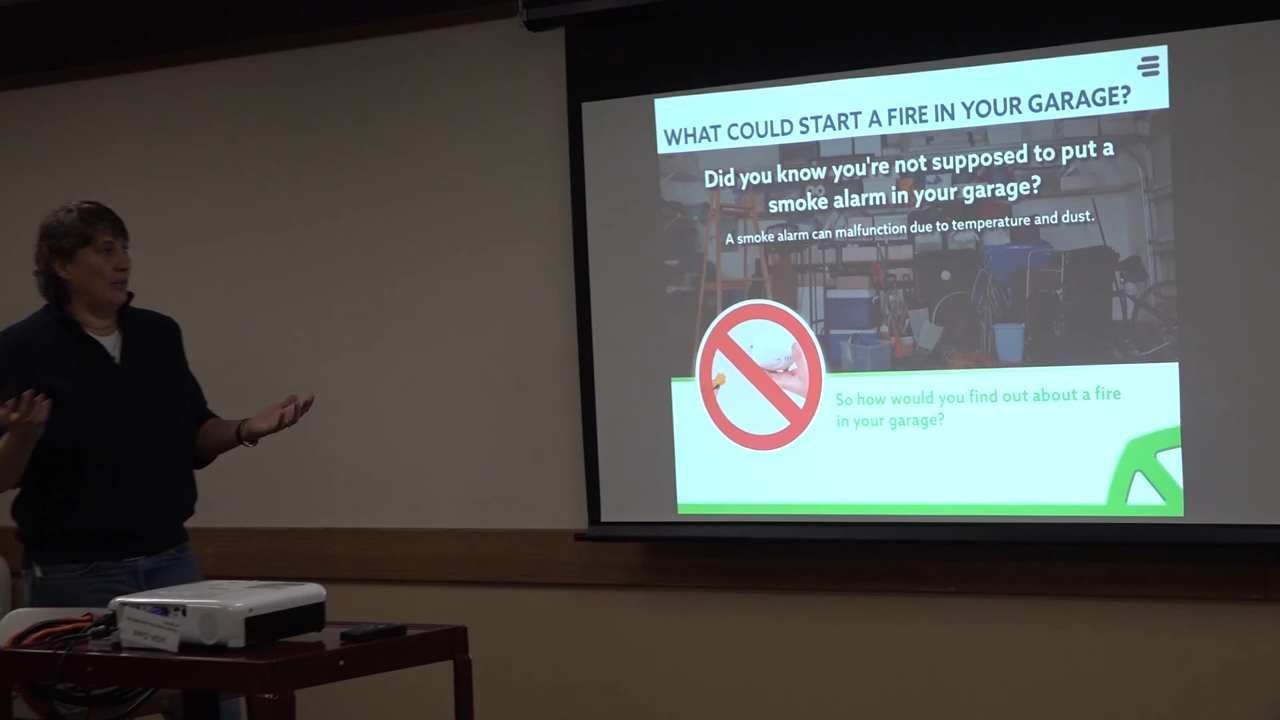 WHAT COULD START A FIRE IN YOUR GARAGE?
Did you know you're not supposed to put a
smoke alarm in your garage?
A smoke alarm can malfunction due to temperature and dust.
So how would you find out about a fire
in your garage?